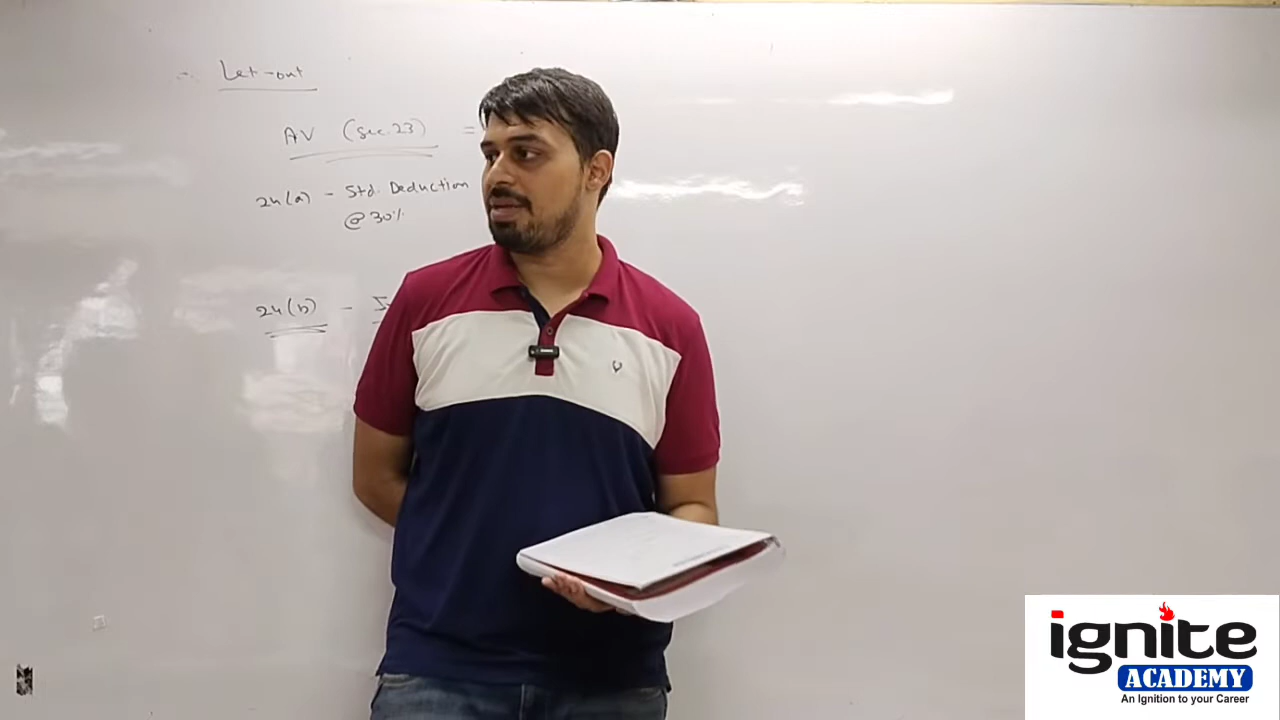 Let-out
AV (Sec. 23) =
24(a) - Std. Deduction
@ 30%
24(b) -
ignite
ACADEMY
An Ignition to your Career